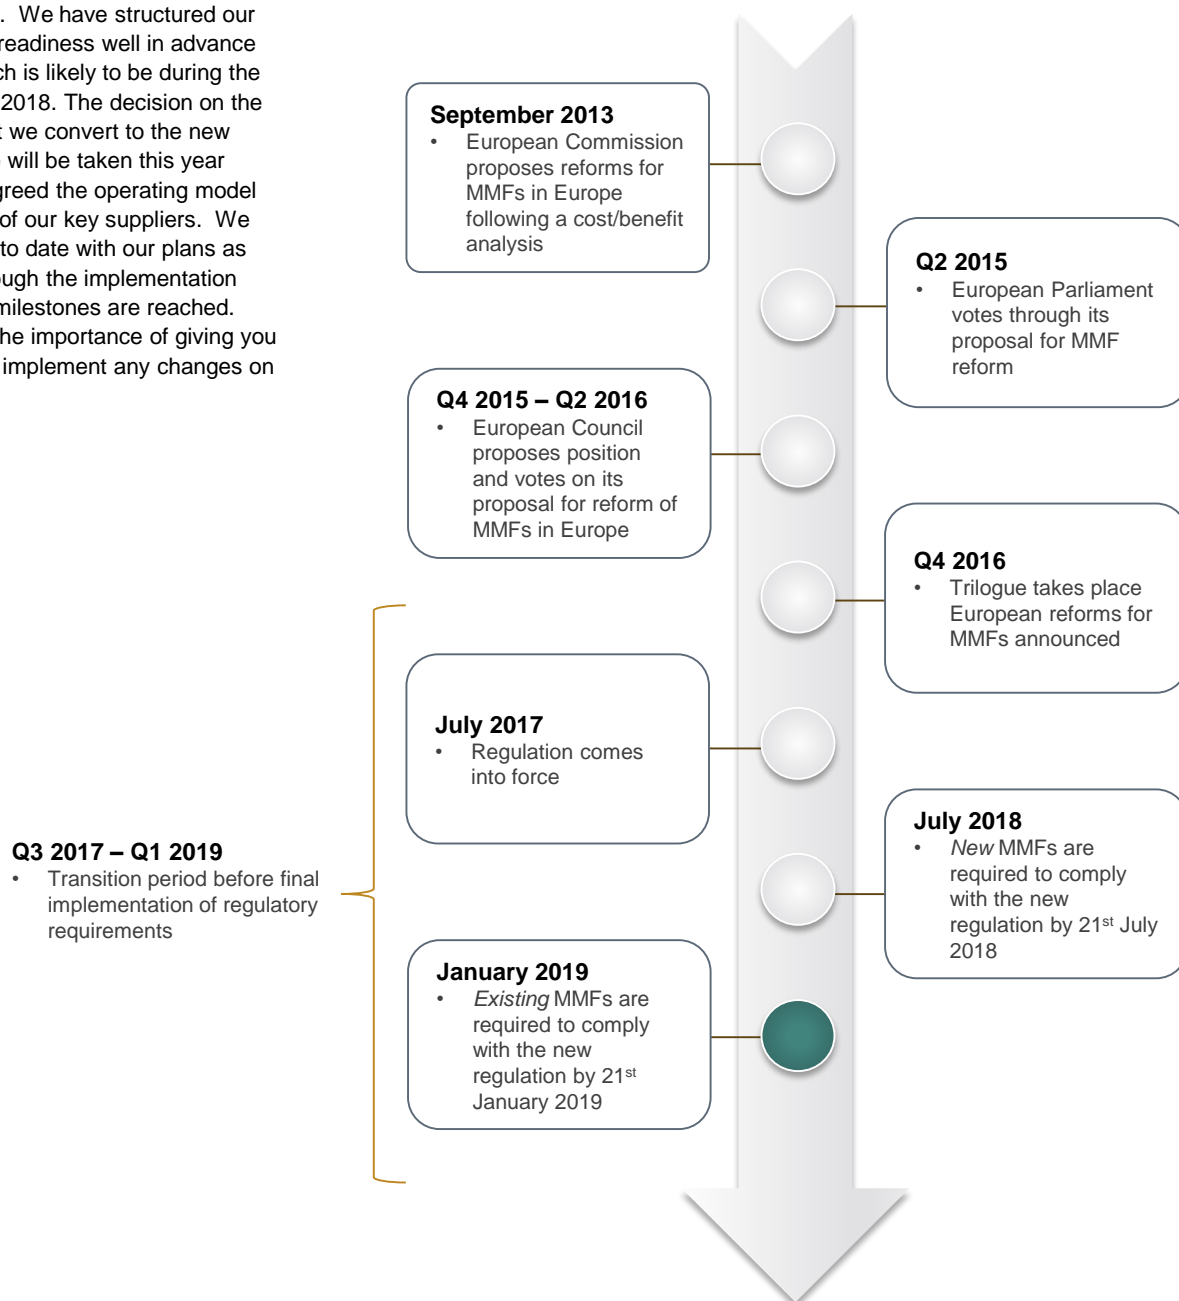 . We have structured our
readiness well in advance
is likely to be during the
2018. The decision on the
we convert to the new
will be taken this year
the operating model
of our key suppliers. We
to date with our plans as
the implementation
milestones are reached.
the importance of giving you
implement any changes on
September 2013
• European Commission
proposes reforms for
MMFs in Europe
following a cost/benefit
analysis
Q2 2015
• European Parliament
votes through its
proposal for MMF
reform
Q4 2015 – Q2 2016
• European Council
proposes position
and votes on its
proposal for reform of
MMFs in Europe
Q4 2016
• Trilogue takes place
European reforms for
MMFs announced
July 2017
• Regulation comes
into force
July 2018
• New MMFs are
required to comply
with the new
regulation by 21st July
2018
Q3 2017 – Q1 2019
• Transition period before final
implementation of regulatory
requirements
January 2019
• Existing MMFs are
required to comply
with the new
regulation by 21st
January 2019